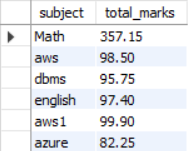 subject total_marks
Math 357.15
aws 98.50
dbms 95.75
english 97.40
aws1 99.90
azure 82.25